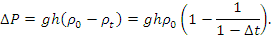 ΔP = gh(ρ₀ − ρₜ) = ghρ₀ (1 − 1/(1 − Δt)).